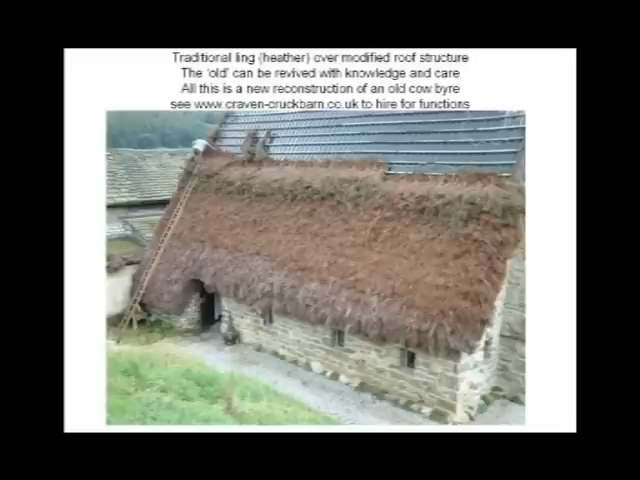 Traditional ling (heather) over modified roof structure
The 'old' can be revived with knowledge and care
All this is a new reconstruction of an old cow byre
see www.craven-cruckbarn.co.uk to hire for functions